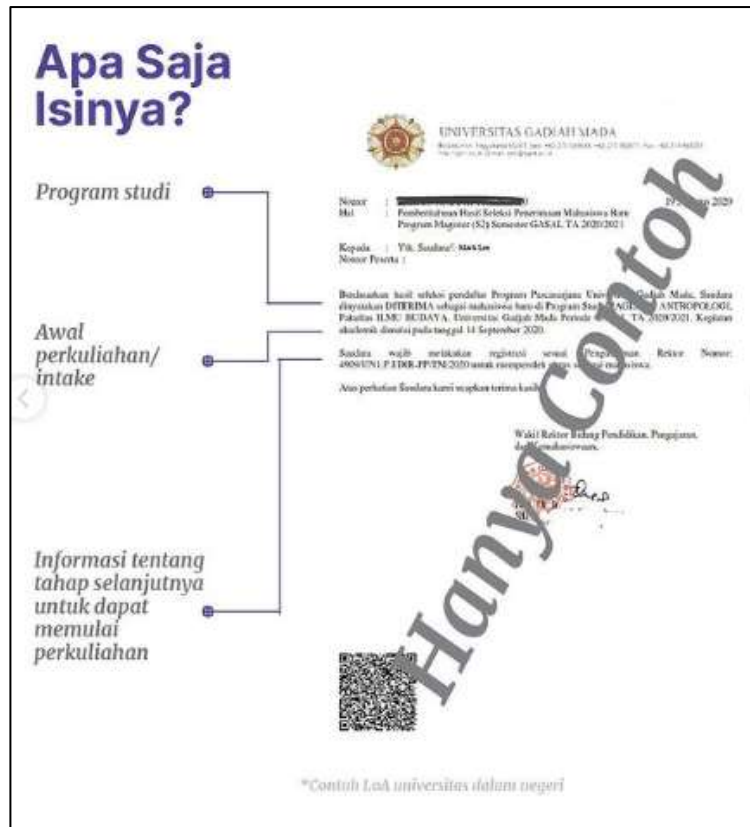 Apa Saja
Isinya?
Program studi
Awal
perkuliahan/
intake
Informasi tentang
tahap selanjutnya
untuk dapat
memulai
perkuliahan
UNIVERSITAS GADJAH MADA
Nomor :
2020
Hal : Pemberitahuan Hasil Seleksi Penerimaan Mahasiswa Baru
Program Magister (S2) Semester GASAL TA 2020/2021
Kepada : Yth. Saudara/i
Nomor Peserta :
Berdasarkan hasil seleksi pendaftar Program Pascasarjana Gadjah Mada, Saudara
dinyatakan DITERIMA sebagai mahasiswa baru di Program Studi ANTROPOLOGI,
Fakultas ILMU BUDAYA, Universitas Gadjah Mada Periode TA 2020/2021. Kegiatan
akademik dimulai pada tanggal 14 September 2020.
Saudara wajib melakukan registrasi sesuai Rektor Nomor:
untuk memperoleh mahasiswa.
Atas perhatian Saudara kami ucapkan terima kasih.
Wakil Rektor Bidang Pendidikan, Pengajaran,
dan Kemahasiswaan,
Hanya Contoh
*Contoh LoA universitas dalam negeri